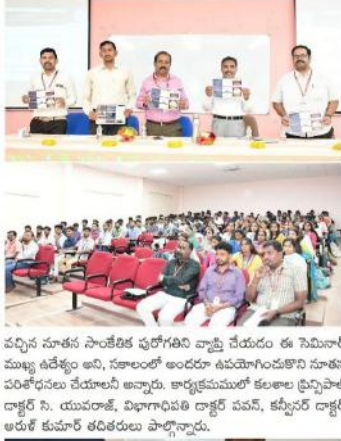 వచ్చిన నూతన సాంకేతిక పురోగతిని వ్యాప్తి చేయడం ఈ సెమినార్
ముఖ్య ఉదేశ్యం అని, సకాలంలో అందరూ ఉపయోగించుకొని నూతన
పరిశోధనలు చేయాలనీ అన్నారు. కార్యక్రమములో కలశాల ప్రిన్సిపాల్
డాక్టర్ సి. యువరాజ్, విభాగాధిపతి డాక్టర్ పవన్, కన్వీనర్ డాక్టర్
అరుళ్ కుమార్ తదితరులు పాల్గొన్నారు.